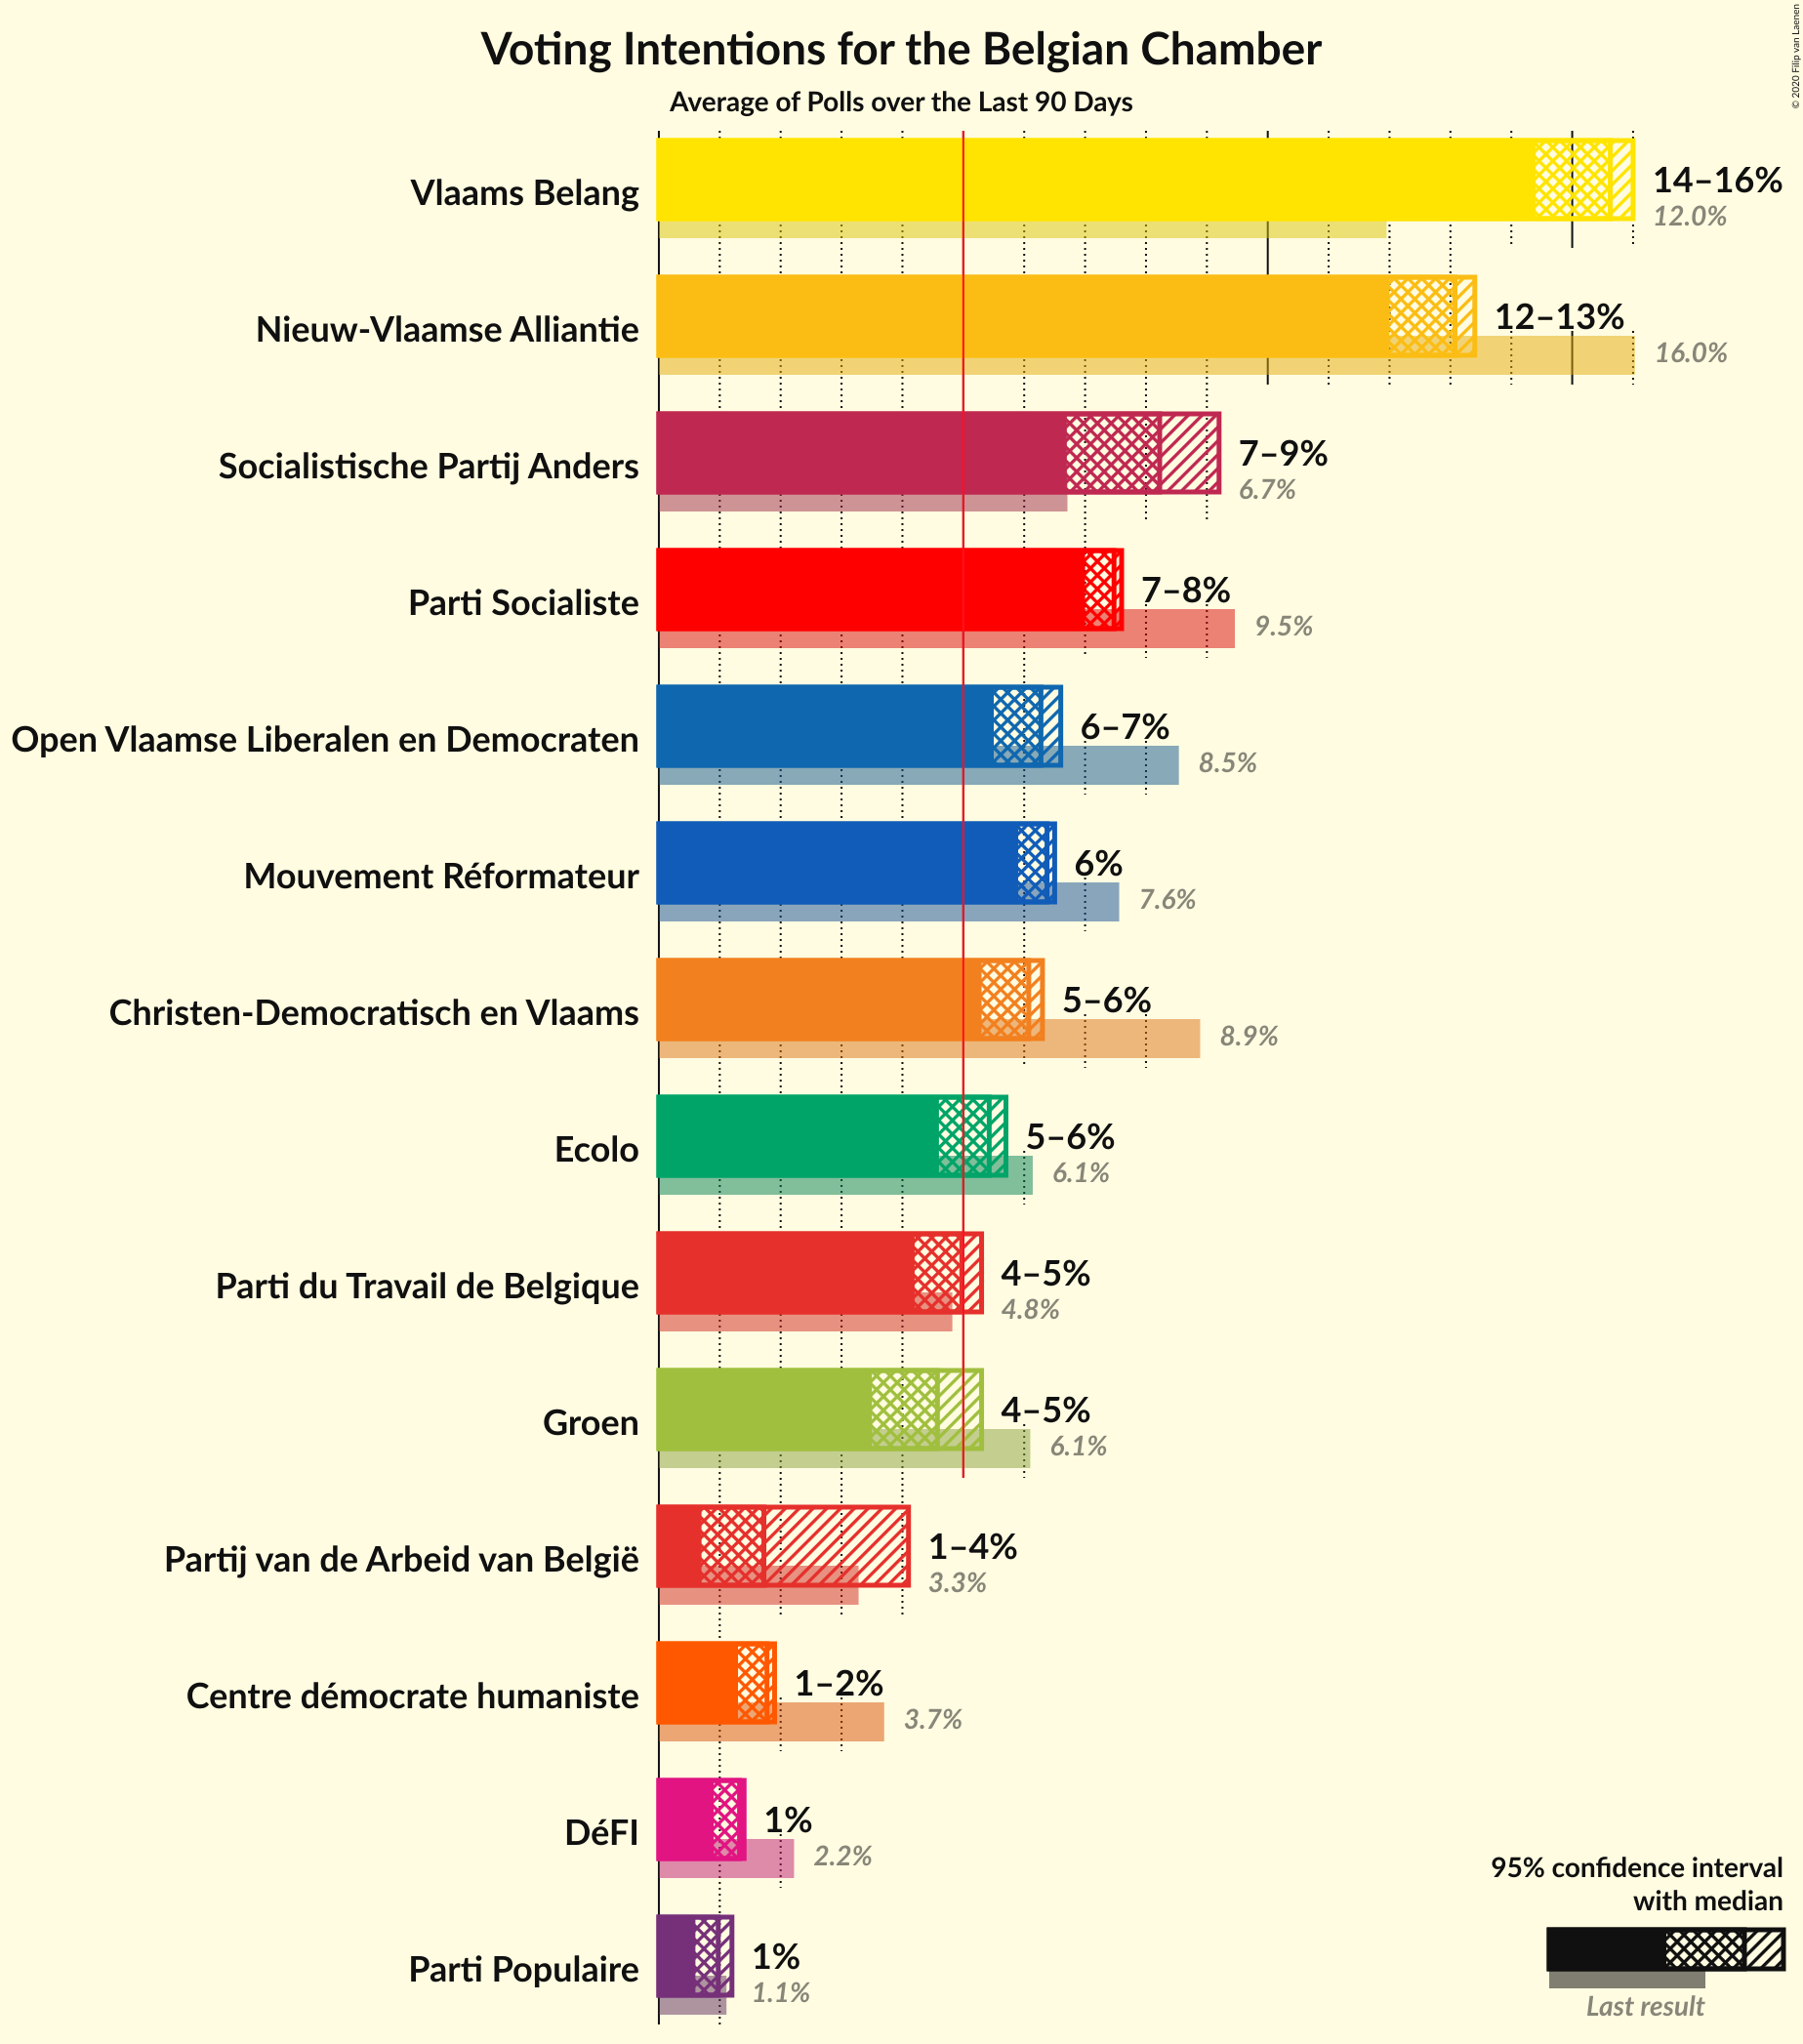 © 2020 Filip van Laenen
Voting Intentions for the Belgian Chamber
Average of Polls over the Last 90 Days
Vlaams Belang
14–16%
12.0%
Nieuw-Vlaamse Alliantie
12–13%
16.0%
Socialistische Partij Anders
7–9%
6.7%
Parti Socialiste
7–8%
9.5%
Open Vlaamse Liberalen en Democraten
6–7%
8.5%
Mouvement Réformateur
6%
7.6%
Christen-Democratisch en Vlaams
5–6%
8.9%
Ecolo
5–6%
6.1%
Parti du Travail de Belgique
4–5%
4.8%
Groen
4–5%
6.1%
Partij van de Arbeid van België
1–4%
3.3%
Centre démocrate humaniste
1–2%
3.7%
DéFI
1%
2.2%
Parti Populaire
1%
1.1%
95% confidence interval
with median
Last result